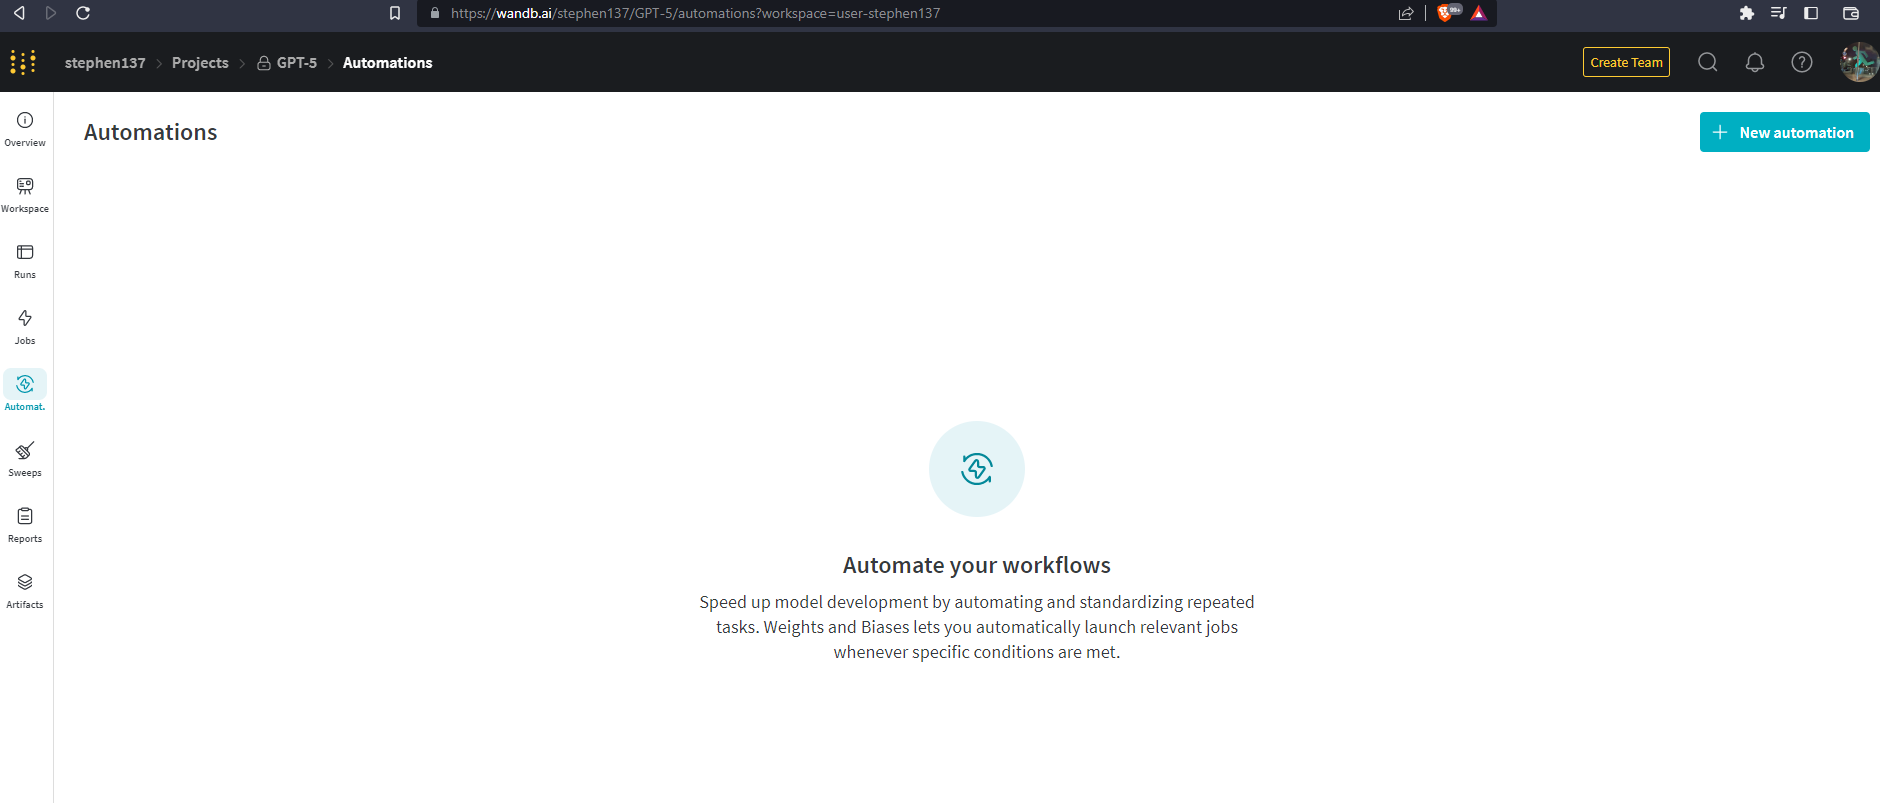 https://wandb.ai/stephen137/GPT-5/automations?workspace=user-stephen137
99+
stephen137 > Projects > GPT-5 > Automations
Create Team
Overview
Workspace
Runs
Jobs
Automat.
Sweeps
Reports
Artifacts
Automations
+ New automation
Automate your workflows
Speed up model development by automating and standardizing repeated
tasks. Weights and Biases lets you automatically launch relevant jobs
whenever specific conditions are met.